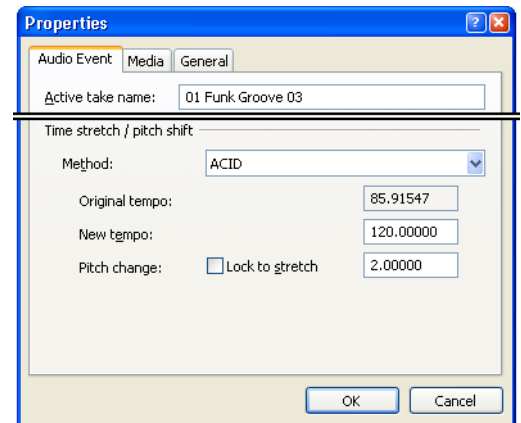 Properties
Audio Event Media General
Active take name: 01 Funk Groove 03
Time stretch / pitch shift
Method: ACID
Original tempo: 85.91547
New tempo: 120.00000
Pitch change: Lock to stretch 2.00000
OK Cancel